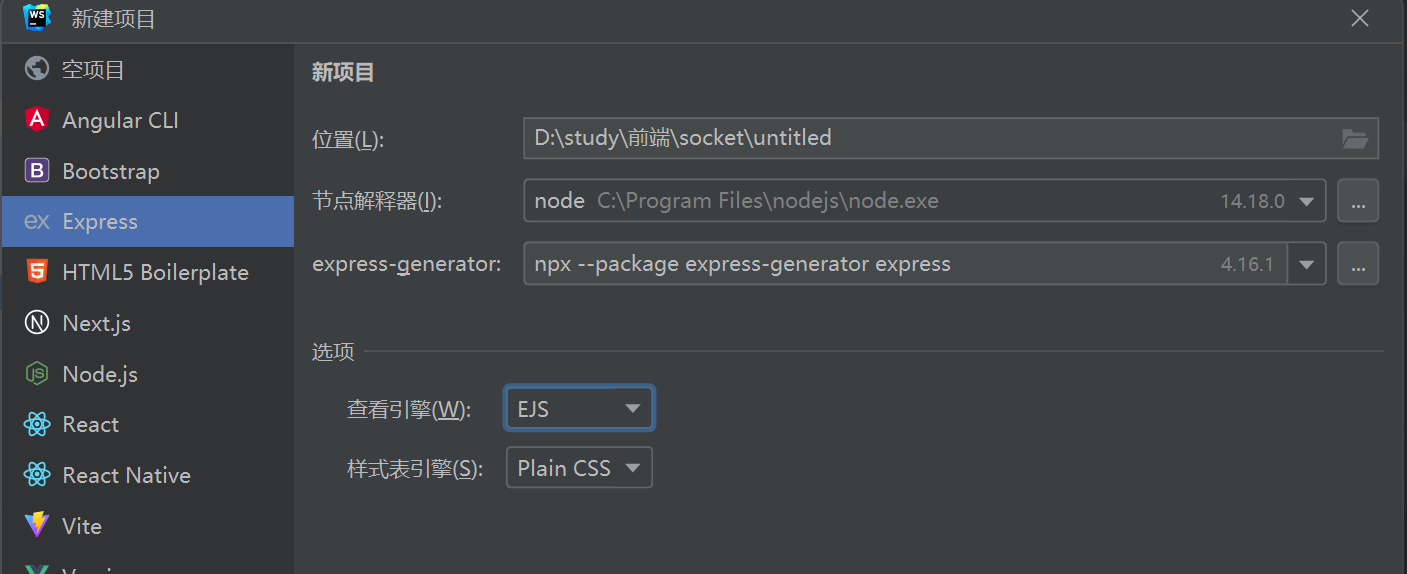 WS
新建项目
空项目
Angular CLI
Bootstrap
Express
HTML5 Boilerplate
Next.js
Node.js
React
React Native
Vite
新项目
位置(L): D:\study\前端\socket\untitled
节点解释器(I): node C:\Program Files\nodejs\node.exe 14.18.0 ...
express-generator: npx --package express-generator express 4.16.1 ...
选项
查看引擎(W): EJS
样式表引擎(S): Plain CSS